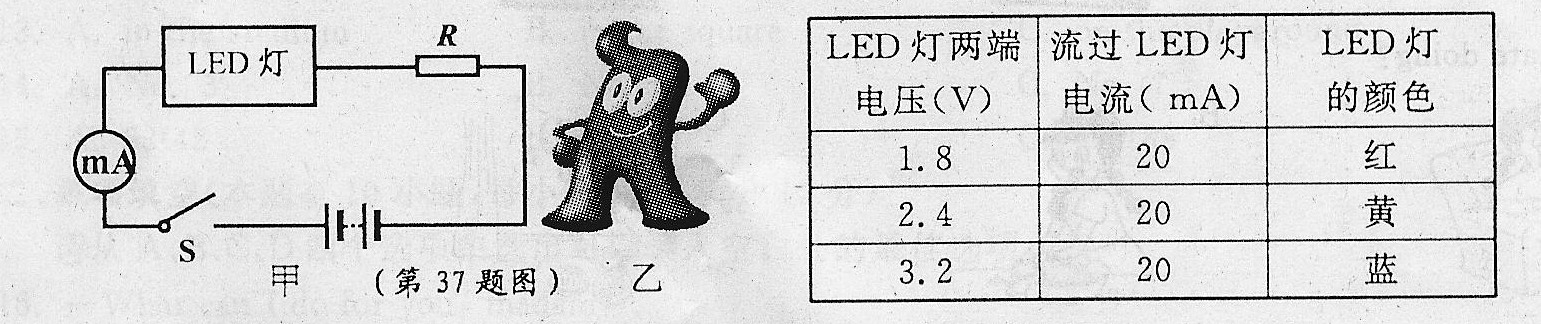 LED 灯
R
mA
S
甲
(第 37 题图)
乙
LED 灯两端电压(V)
流过 LED 灯电流( mA)
LED 灯的颜色
1.8 20 红
2.4 20 黄
3.2 20 蓝